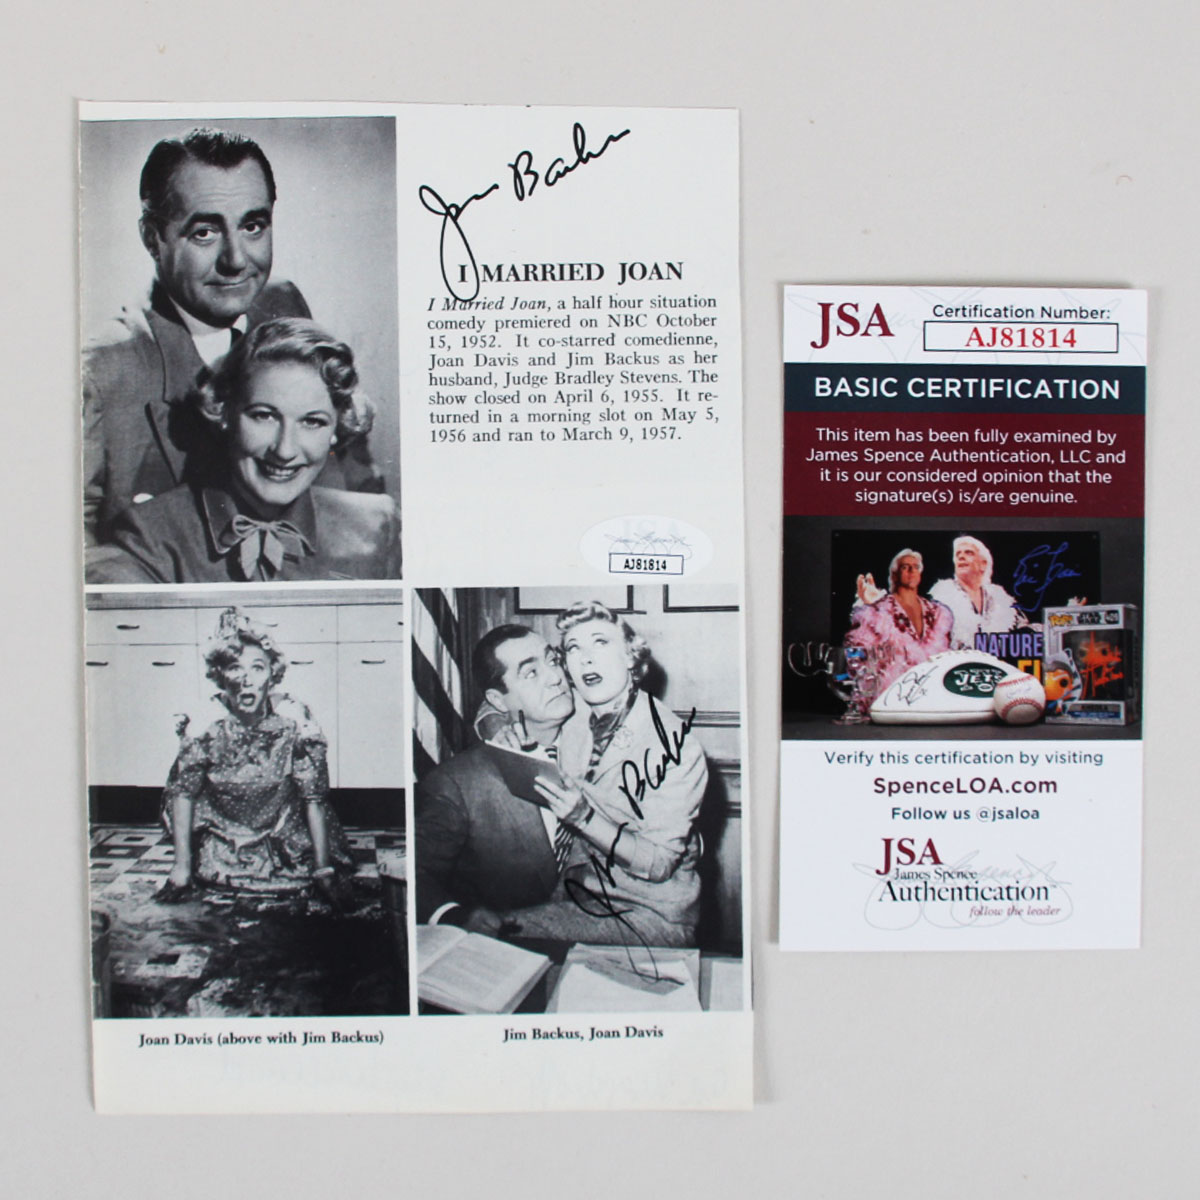 Jim Backus
I MARRIED JOAN
I Married Joan, a half hour situation
comedy premiered on NBC October
15, 1952. It co-starred comedienne,
Joan Davis and Jim Backus as her
husband, Judge Bradley Stevens. The
show closed on April 6, 1955. It re-
turned in a morning slot on May 5,
1956 and ran to March 9, 1957.
JSA
AJ81814
Jim Backus
Joan Davis (above with Jim Backus)
Jim Backus, Joan Davis
JSA
Certification Number:
AJ81814
BASIC CERTIFICATION
This item has been fully examined by
James Spence Authentication, LLC and
it is our considered opinion that the
signature(s) is/are genuine.
NATURE
JETS
POP!
Verify this certification by visiting
SpenceLOA.com
Follow us @jsaloa
JSA
James Spence
Authentication™
follow the leader